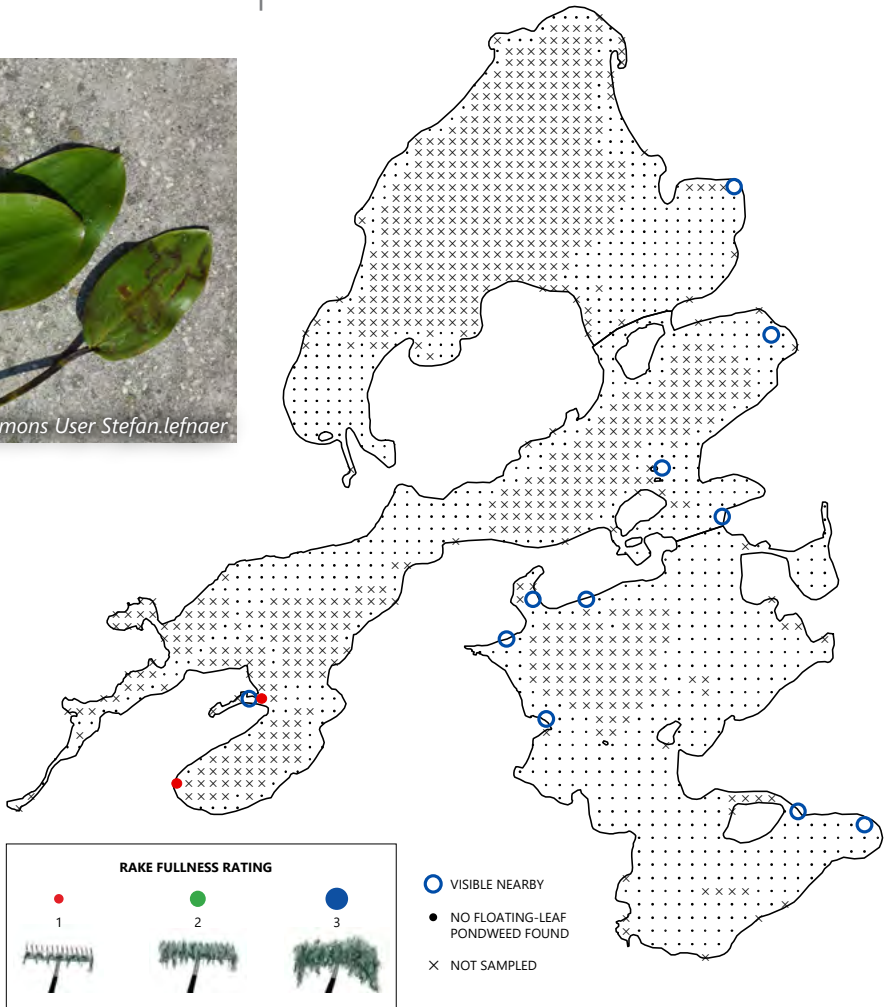 mons User Stefan.lefnaer
RAKE FULLNESS RATING
1
2
3
VISIBLE NEARBY
NO FLOATING-LEAF
PONDWEED FOUND
NOT SAMPLED